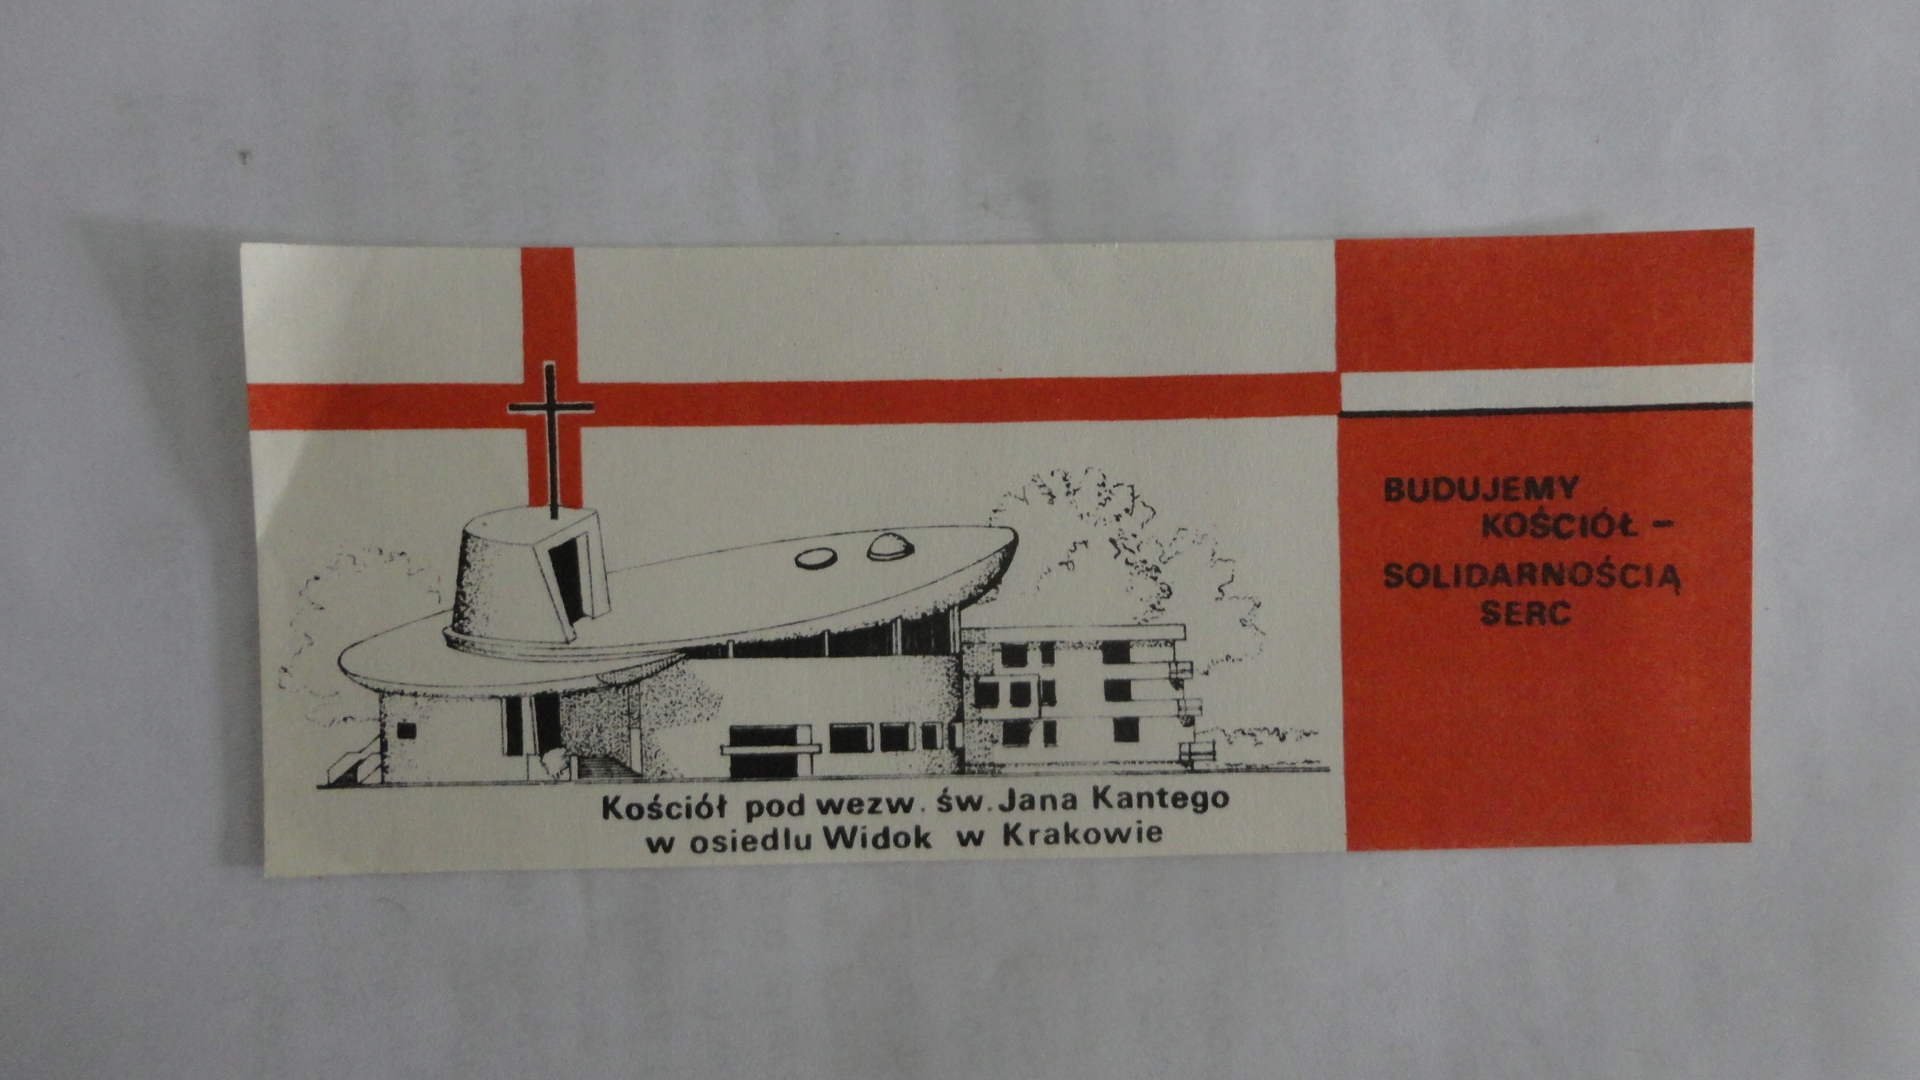 BUDUJEMY
KOŚCIÓŁ –
SOLIDARNOŚCIĄ
SERC
Kościół pod wezw. św. Jana Kantego
w osiedlu Widok w Krakowie